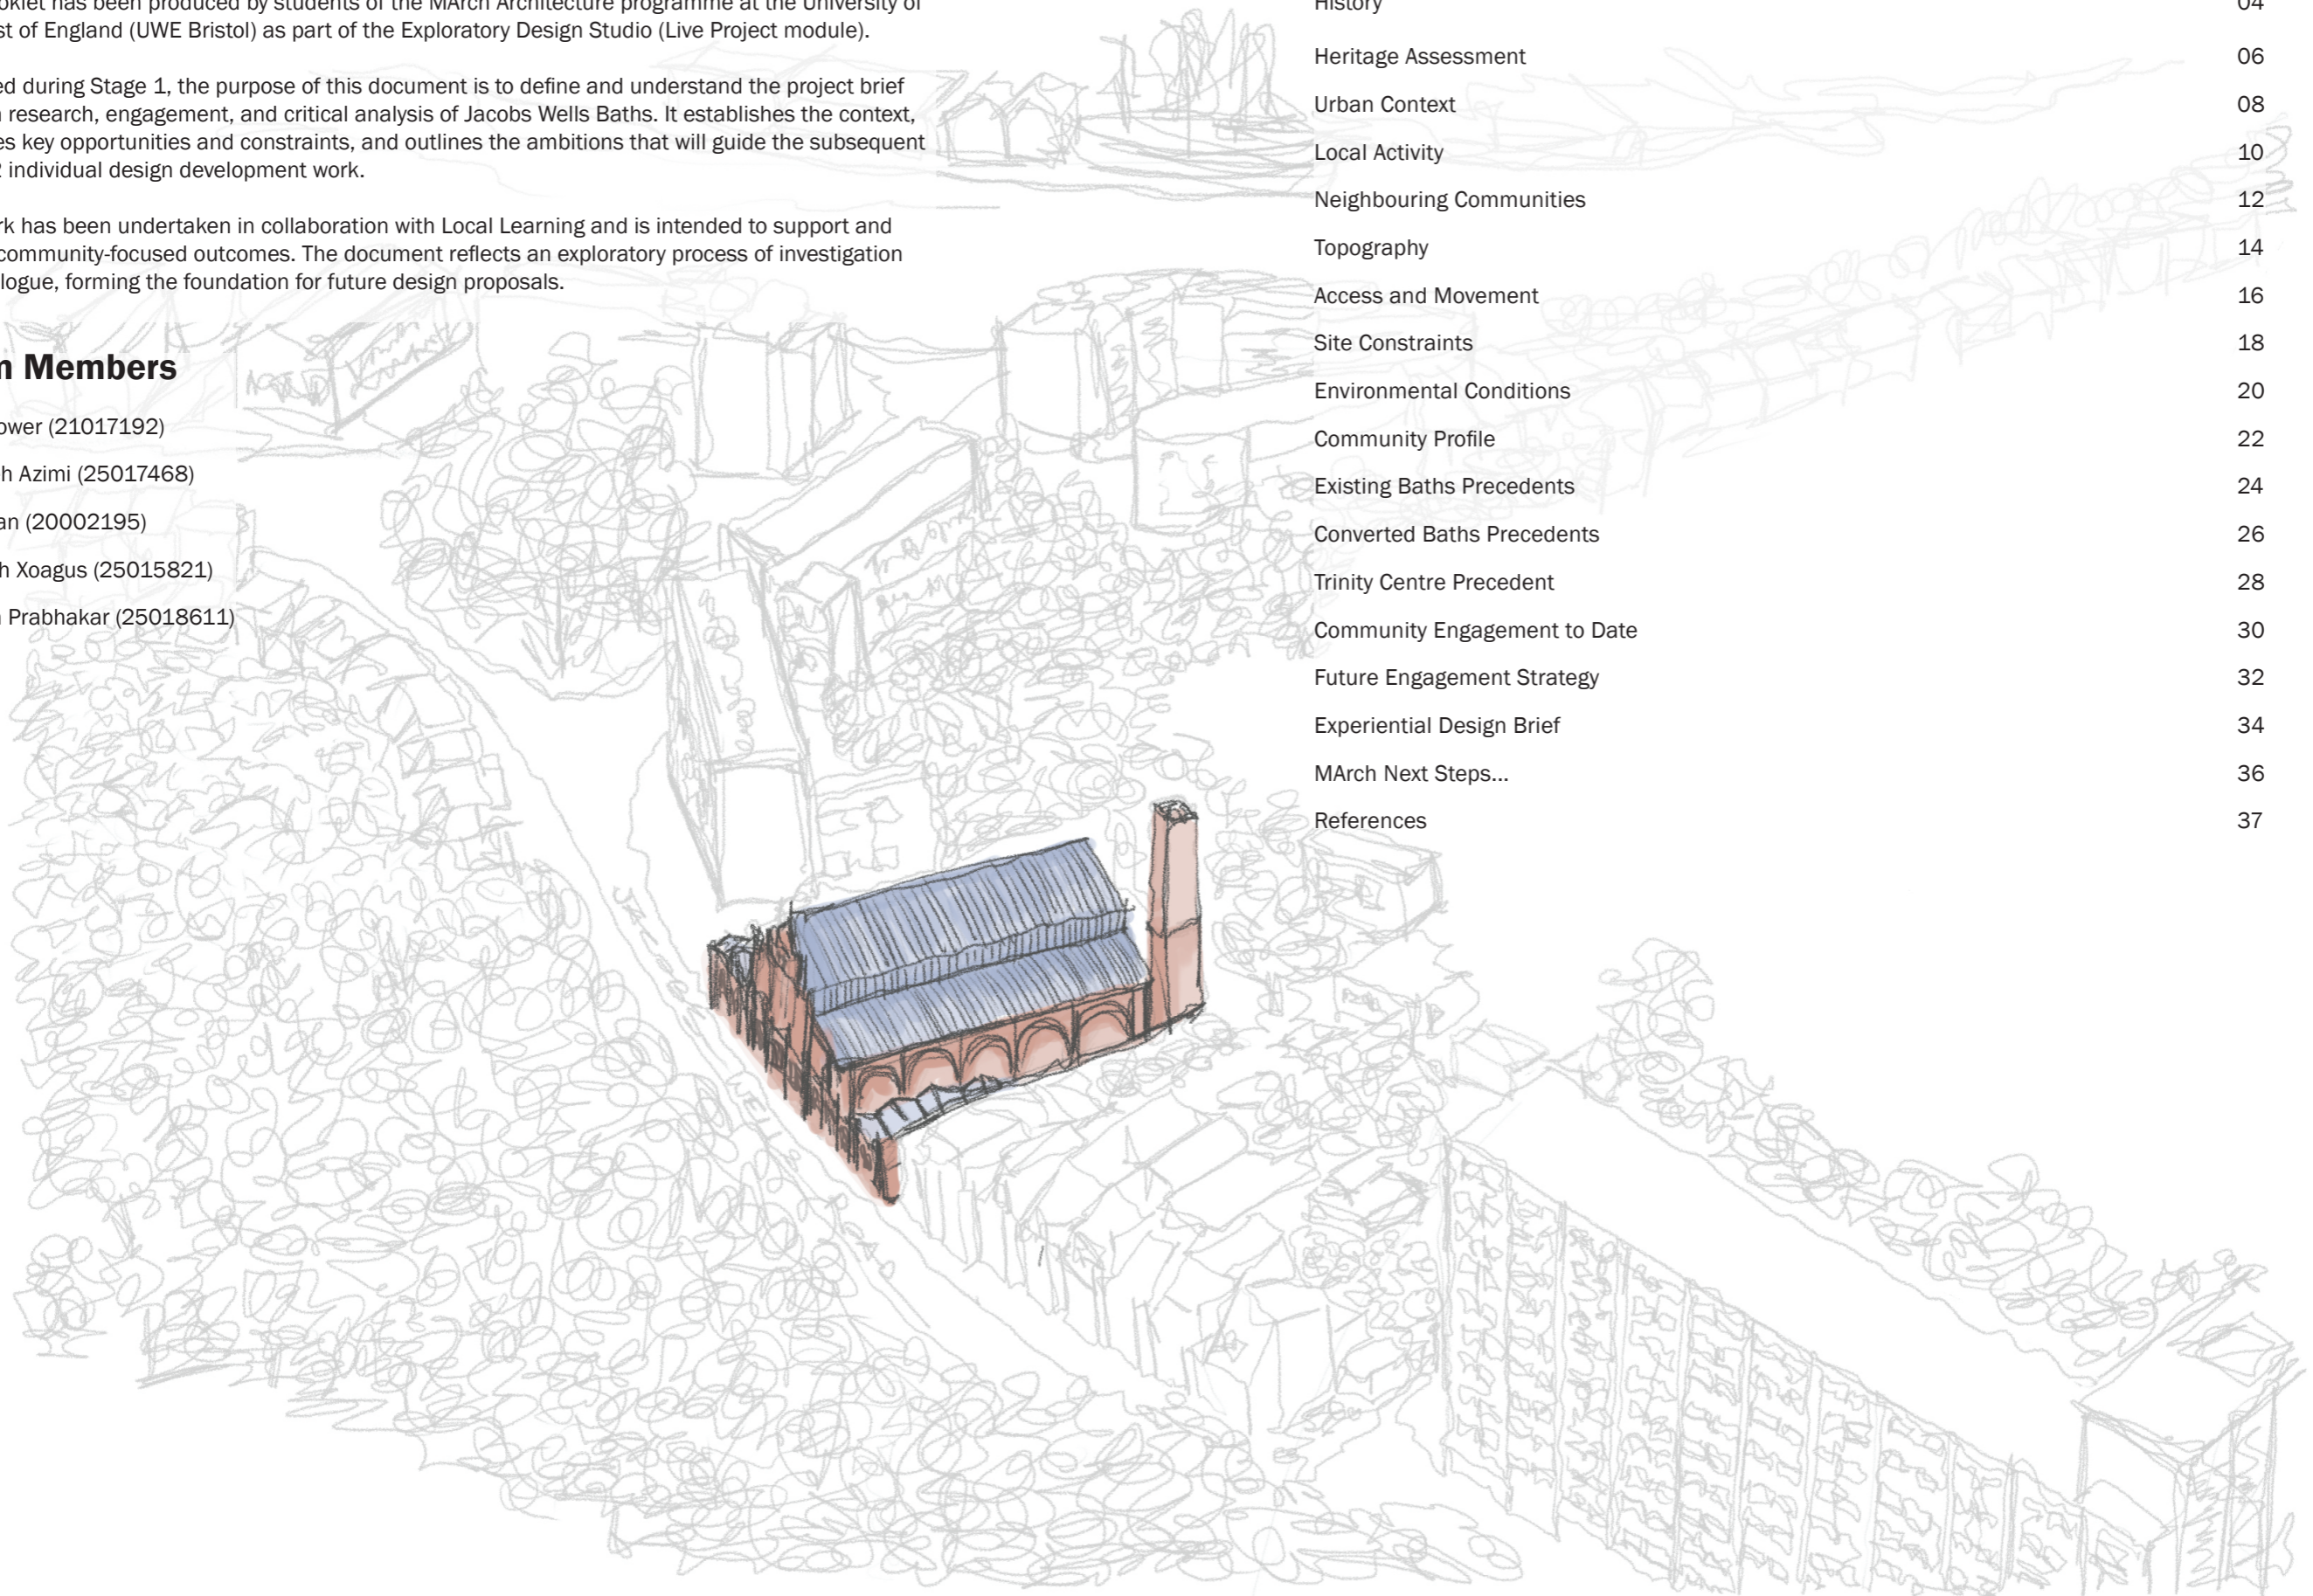 oklet has been produced by students of the MArch Architecture programme at the University of
st of England (UWE Bristol) as part of the Exploratory Design Studio (Live Project module).
ed during Stage 1, the purpose of this document is to define and understand the project brief
research, engagement, and critical analysis of Jacobs Wells Baths. It establishes the context,
es key opportunities and constraints, and outlines the ambitions that will guide the subsequent
2 individual design development work.
rk has been undertaken in collaboration with Local Learning and is intended to support and
community-focused outcomes. The document reflects an exploratory process of investigation
logue, forming the foundation for future design proposals.
m Members
ower (21017192)
h Azimi (25017468)
an (20002195)
h Xoagus (25015821)
Prabhakar (25018611)
History 04
Heritage Assessment 06
Urban Context 08
Local Activity 10
Neighbouring Communities 12
Topography 14
Access and Movement 16
Site Constraints 18
Environmental Conditions 20
Community Profile 22
Existing Baths Precedents 24
Converted Baths Precedents 26
Trinity Centre Precedent 28
Community Engagement to Date 30
Future Engagement Strategy 32
Experiential Design Brief 34
MArch Next Steps... 36
References 37